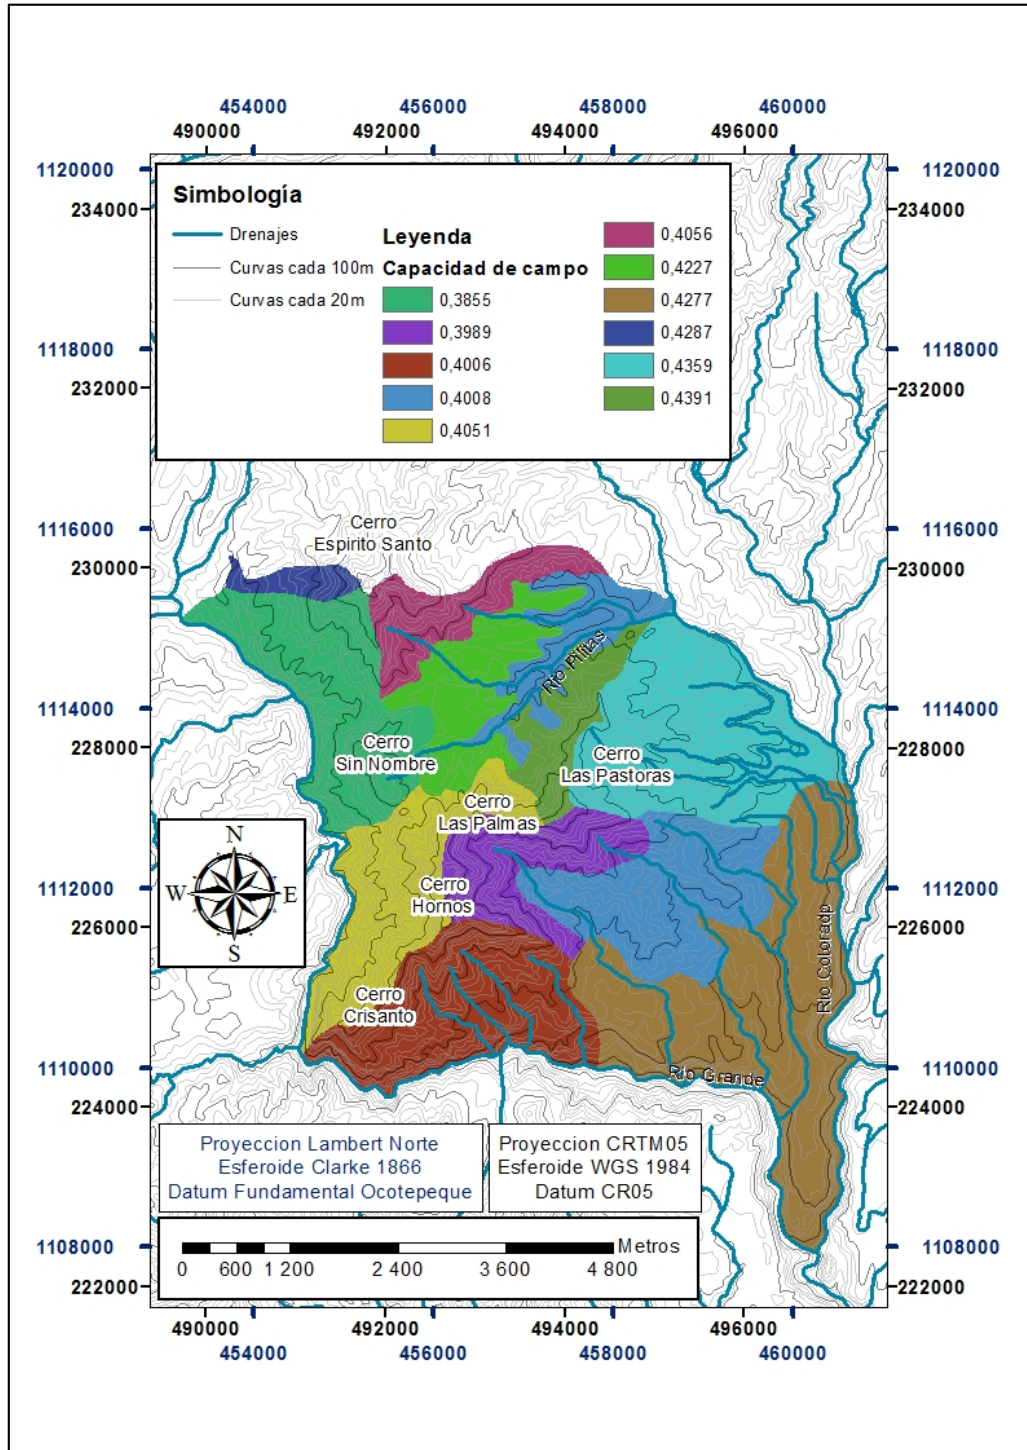 454000 456000 458000 460000
490000 492000 494000 496000
1120000 1120000
234000 234000
1118000 1118000
232000 232000
1116000 1116000
230000 230000
1114000 1114000
228000 228000
1112000 1112000
226000 226000
1110000 1110000
224000 224000
1108000 1108000
222000 222000
Simbología
Drenajes
Curvas cada 100m
Curvas cada 20m
Leyenda
Capacidad de campo
0,3855
0,3989
0,4006
0,4008
0,4051
0,4056
0,4227
0,4277
0,4287
0,4359
0,4391
Cerro
Espirito Santo
Río Pilitas
Cerro
Sin Nombre
Cerro
Las Pastoras
Cerro
Las Palmas
Cerro
Hornos
Cerro
Crisanto
Río Coloradp
Río Grande
N
W E
S
Proyeccion Lambert Norte
Esferoide Clarke 1866
Datum Fundamental Ocotepeque
Proyeccion CRTM05
Esferoide WGS 1984
Datum CR05
Metros
0 600 1 200 2 400 3 600 4 800
490000 492000 494000 496000
454000 456000 458000 460000